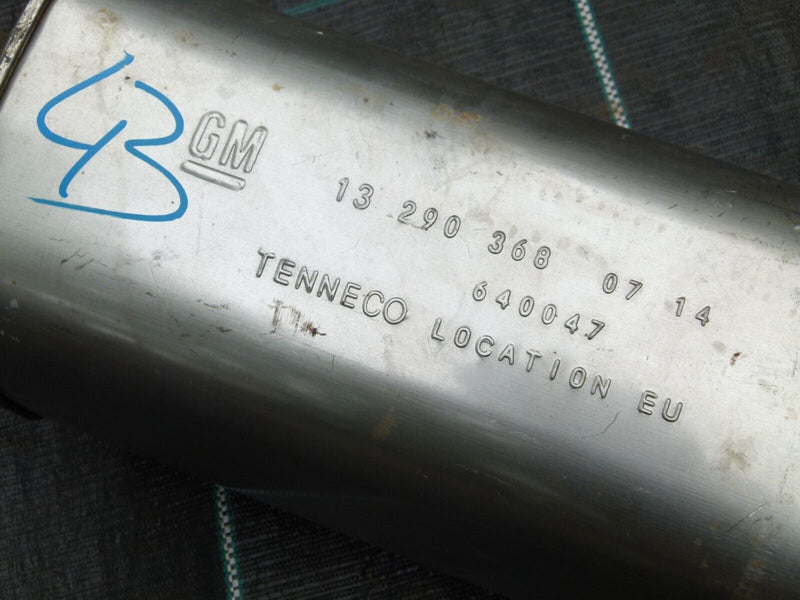 GM
13 290 368 07 14
640047
TENNECO LOCATION EU